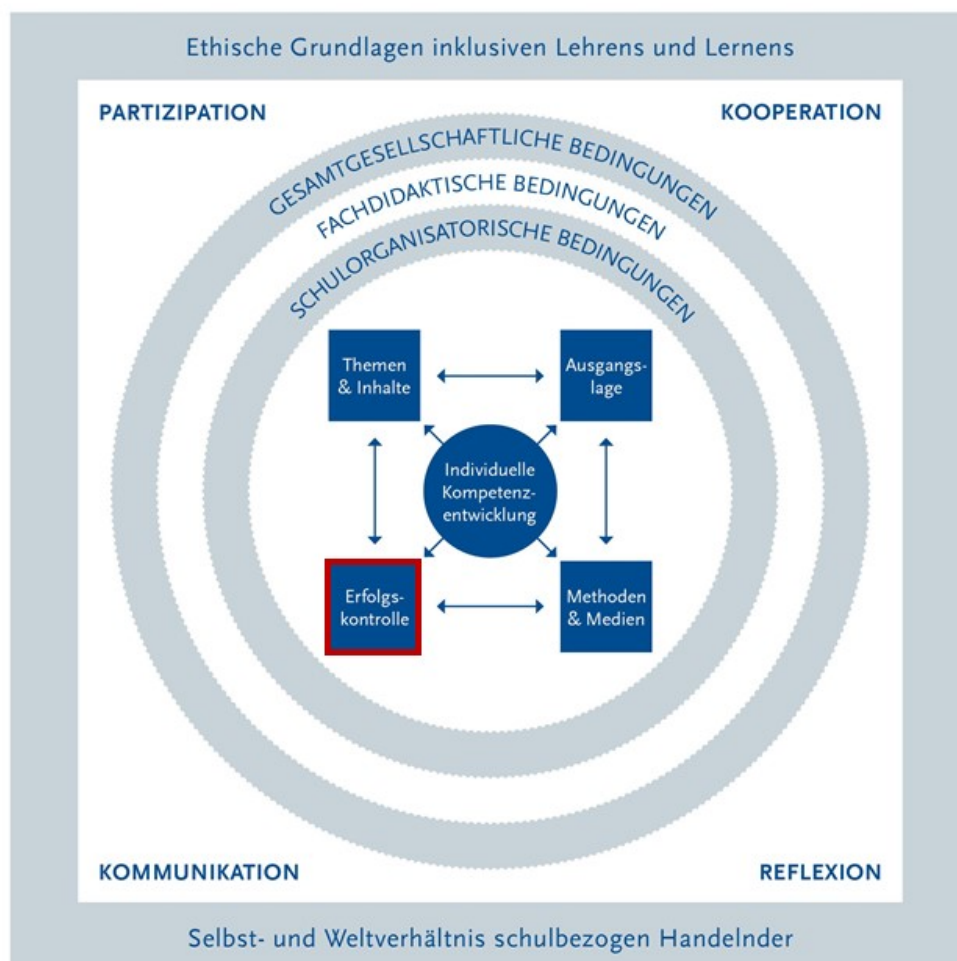 Ethische Grundlagen inklusiven Lehrens und Lernens
PARTIZIPATION
KOOPERATION
GESAMTGESELLSCHAFTLICHE BEDINGUNGEN
FACHDIDAKTISCHE BEDINGUNGEN
SCHULORGANISATORISCHE BEDINGUNGEN
Themen
& Inhalte
Ausgangs-
lage
Individuelle
Kompetenz-
entwicklung
Erfolgs-
kontrolle
Methoden
& Medien
KOMMUNIKATION
REFLEXION
Selbst- und Weltverhältnis schulbezogen Handelnder